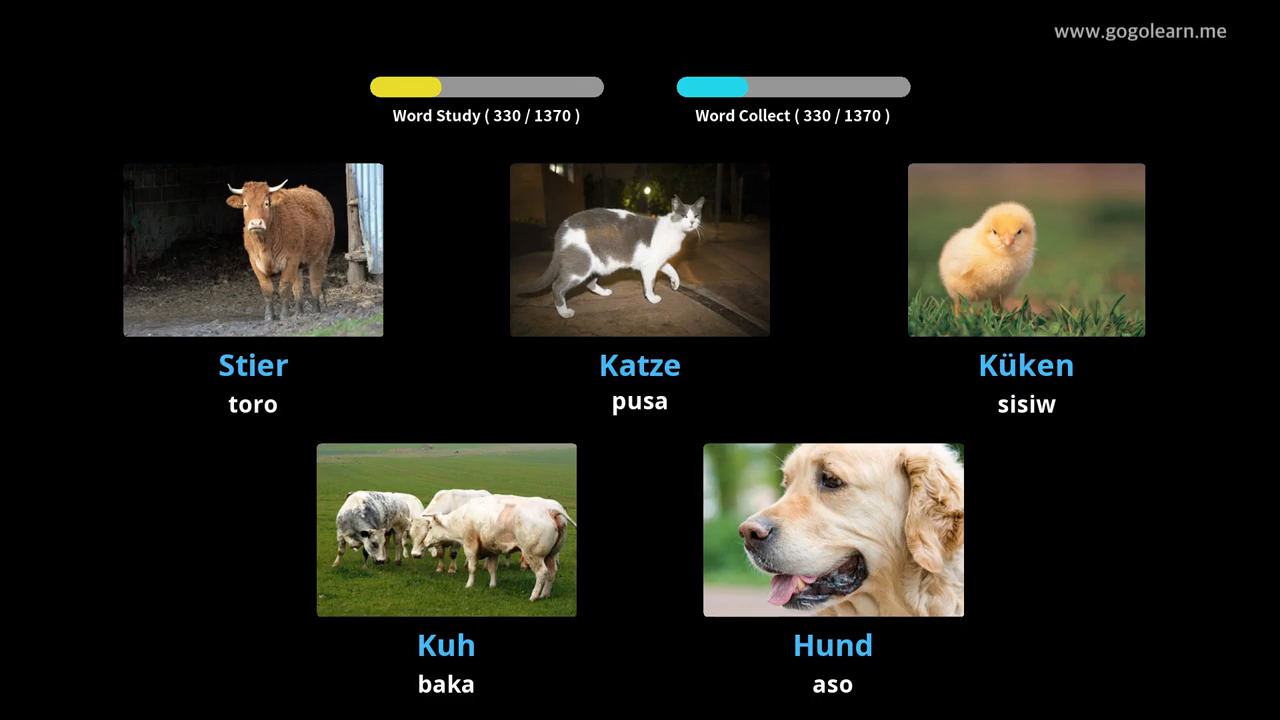 www.gogolearn.me
Word Study ( 330 / 1370 )
Word Collect ( 330 / 1370 )
Stier
toro
Katze
pusa
Küken
sisiw
Kuh
baka
Hund
aso